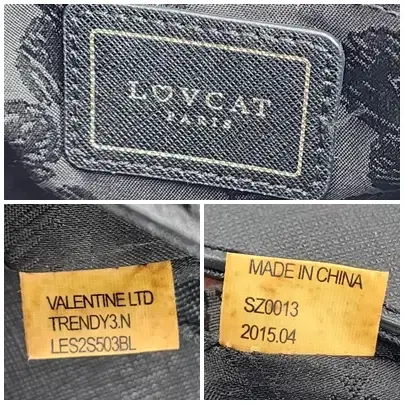 LOVCAT
PARIS
VALENTINE LTD
TRENDY3.N
LES2S503BL
MADE IN CHINA
SZ0013
2015.04